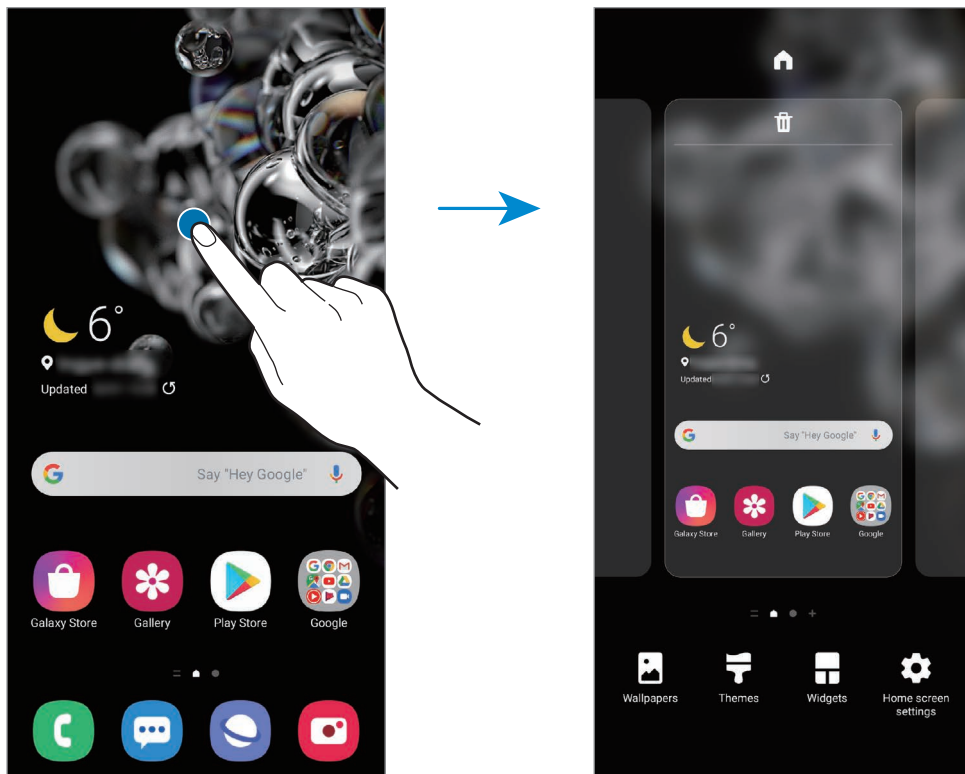 6°
Updated
Say "Hey Google"
Galaxy Store Gallery Play Store Google
6°
Updated
Say "Hey Google"
Galaxy Store Gallery Play Store Google
Wallpapers Themes Widgets Home screen
settings